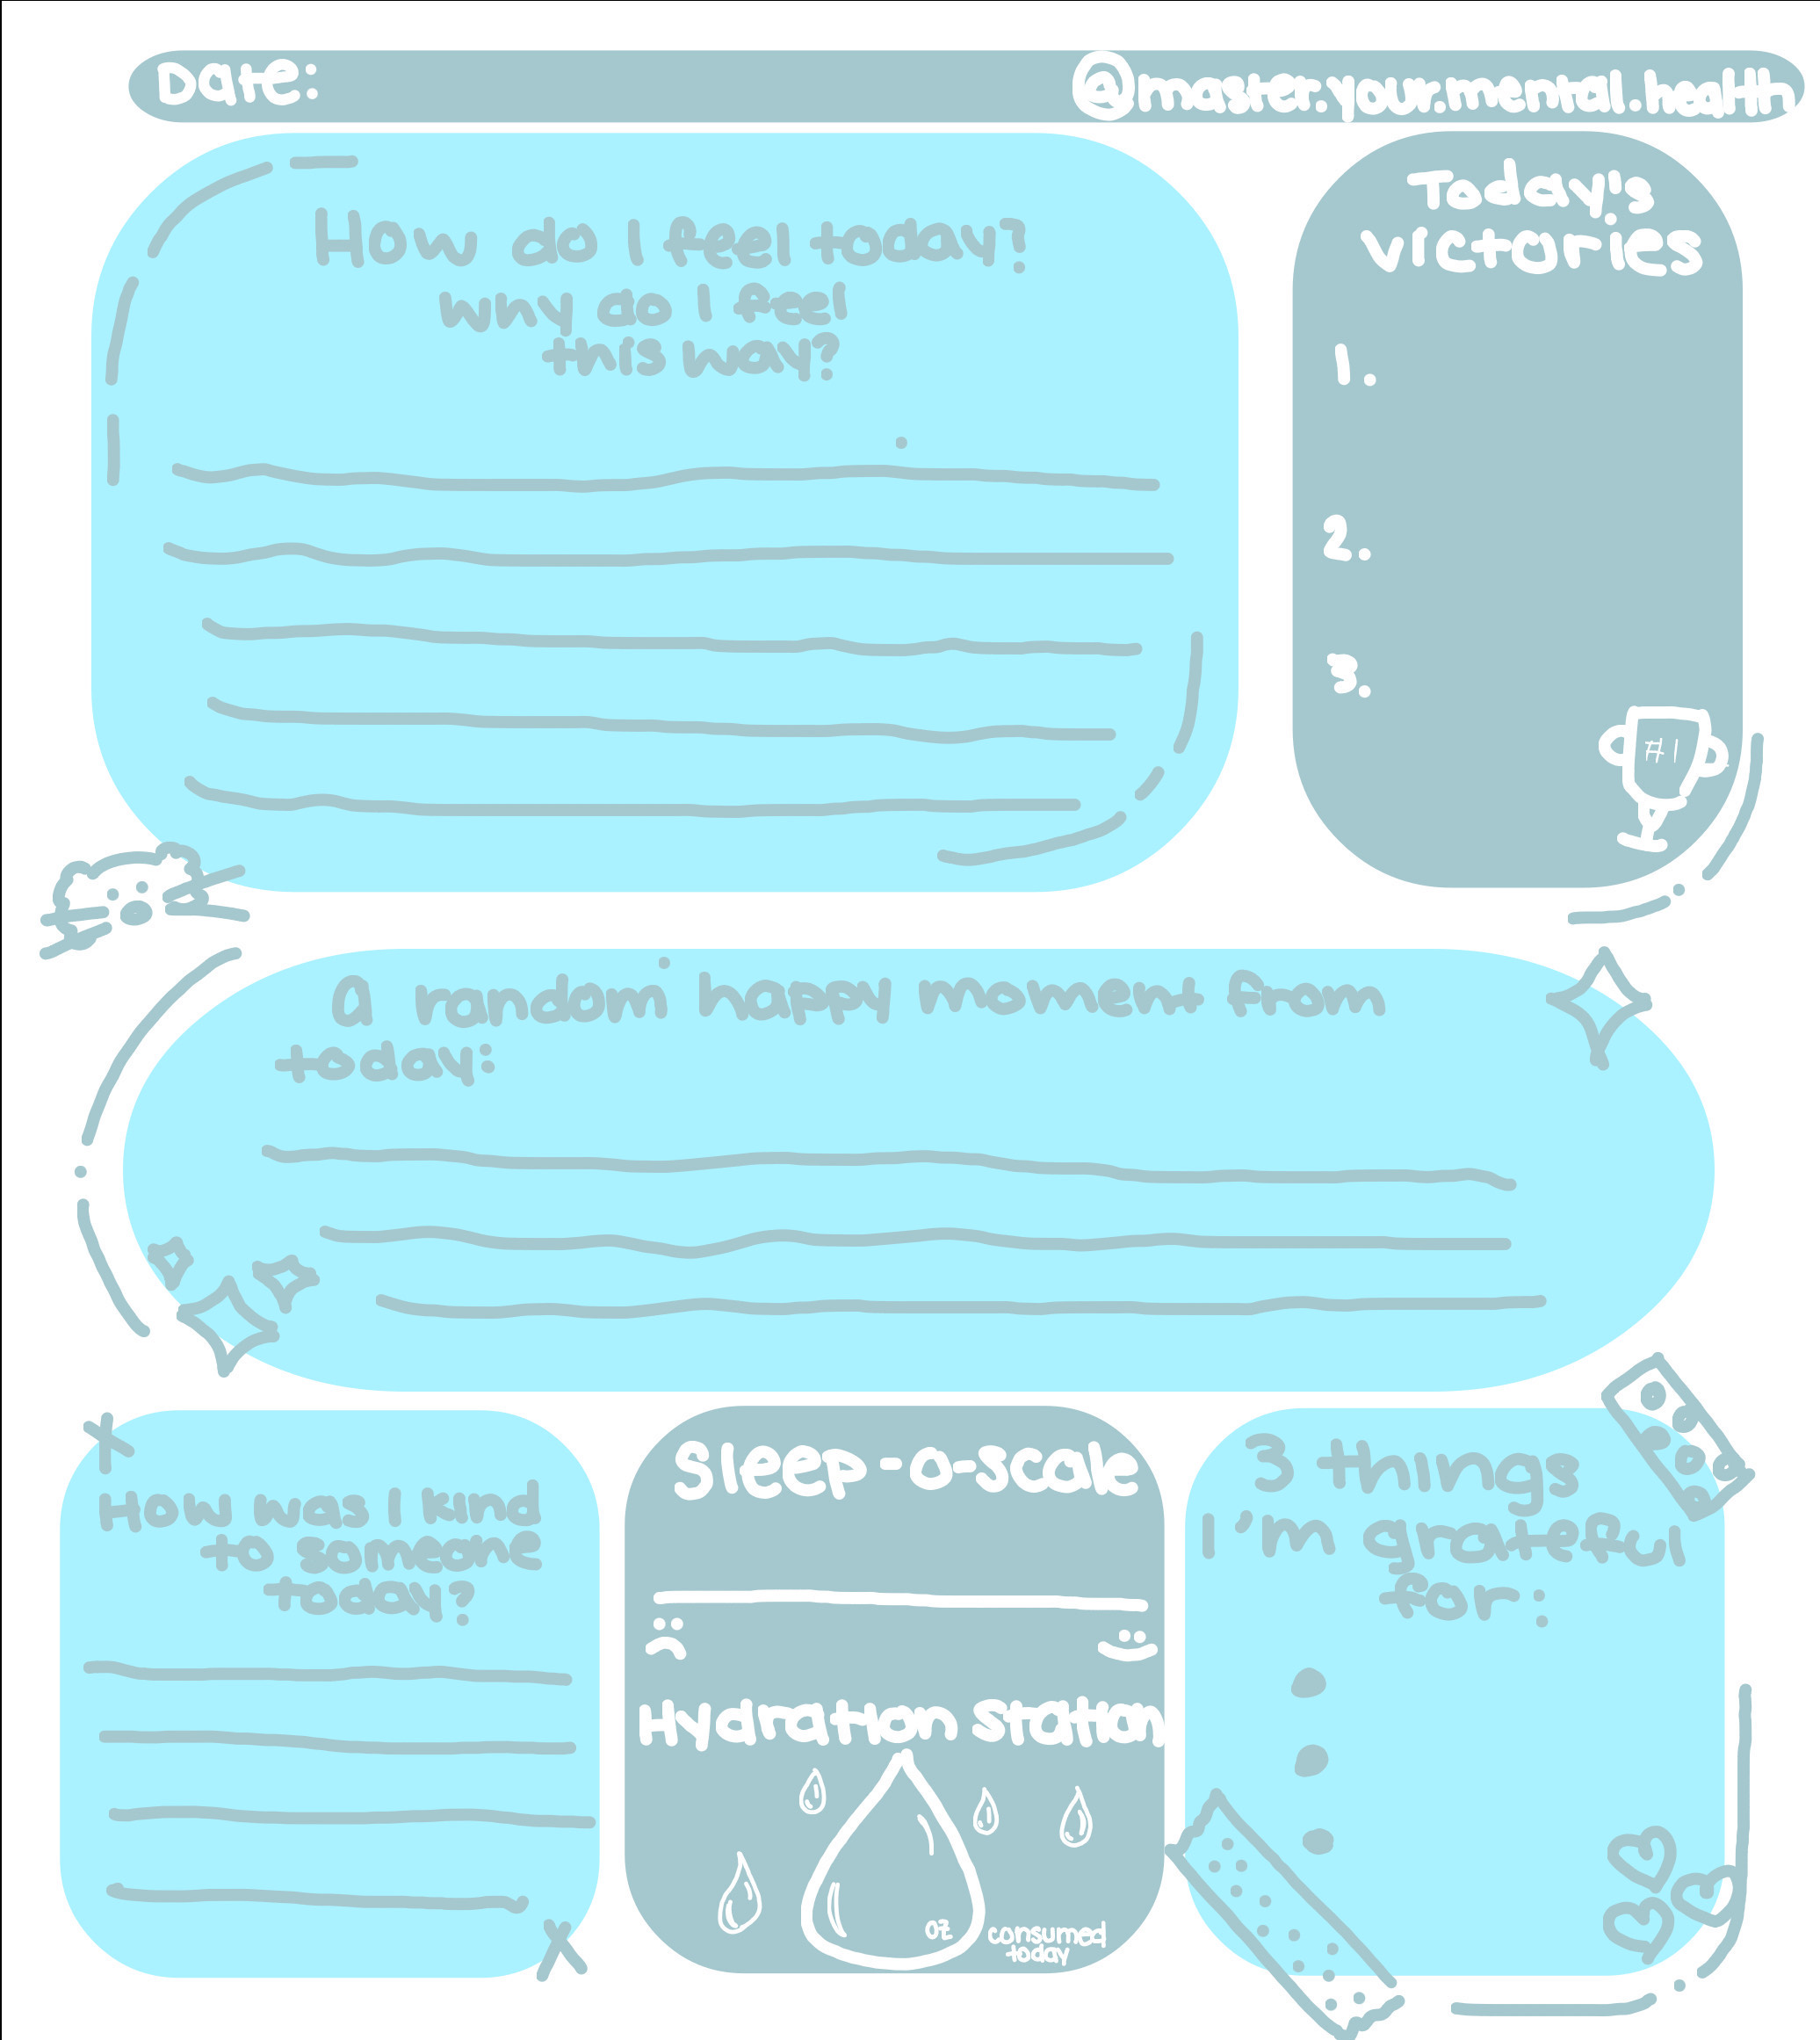 Date:
@master.your.mental.health
How do I feel today?
why do I feel
this way?
Today's
victories
1.
2.
3.
#1
A random happy moment from
today:
How was I kind
to someone
today?
Sleep-o-scale
Hydration station
oz
consumed
today
3 things
I'm grateful
for: